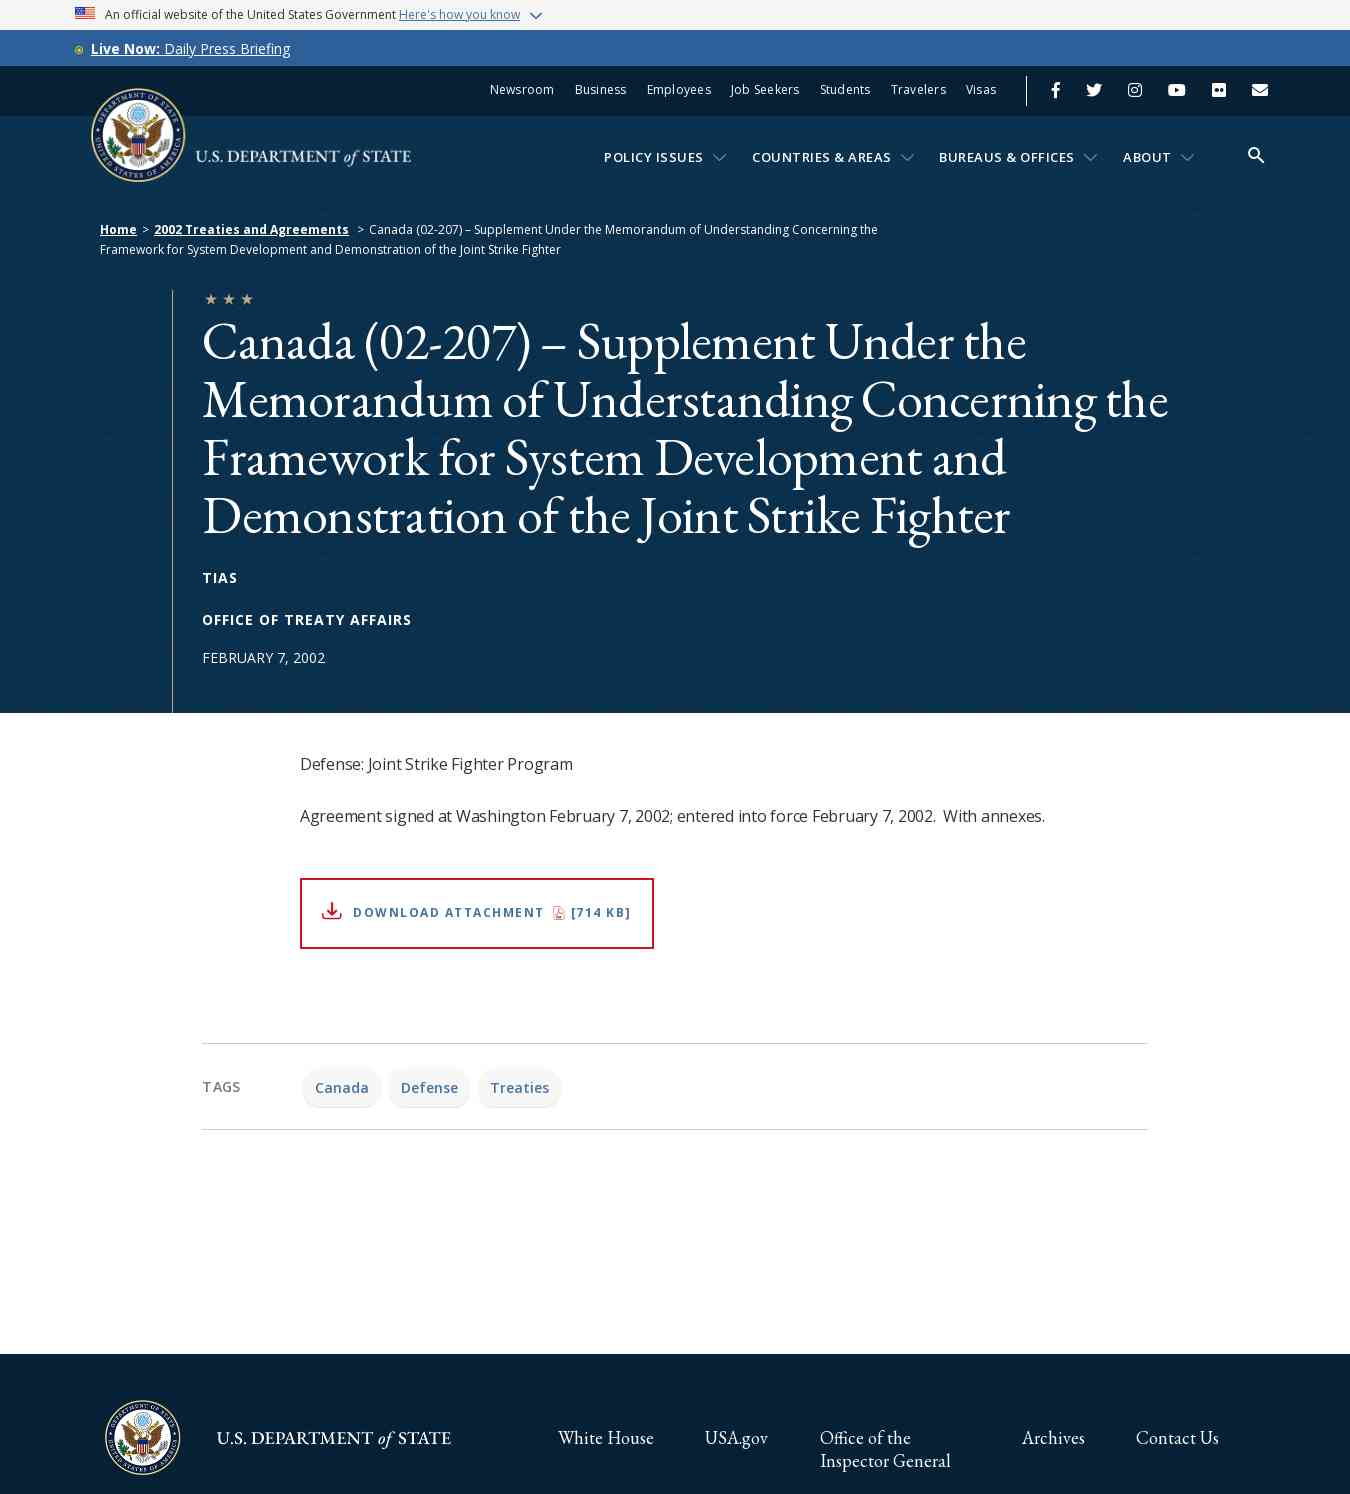 An official website of the United States Government Here's how you know
Live Now: Daily Press Briefing
Newsroom Business Employees Job Seekers Students Travelers Visas
U.S. DEPARTMENT of STATE
POLICY ISSUES COUNTRIES & AREAS BUREAUS & OFFICES ABOUT
Home > 2002 Treaties and Agreements > Canada (02-207) – Supplement Under the Memorandum of Understanding Concerning the
Framework for System Development and Demonstration of the Joint Strike Fighter
Canada (02-207) – Supplement Under the
Memorandum of Understanding Concerning the
Framework for System Development and
Demonstration of the Joint Strike Fighter
TIAS
OFFICE OF TREATY AFFAIRS
FEBRUARY 7, 2002
Defense: Joint Strike Fighter Program
Agreement signed at Washington February 7, 2002; entered into force February 7, 2002.  With annexes.
DOWNLOAD ATTACHMENT [714 KB]
TAGS Canada Defense Treaties
DEPARTMENT OF STATE
UNITED STATES OF AMERICA
U.S. DEPARTMENT of STATE
White House USA.gov Office of the
Inspector General Archives Contact Us